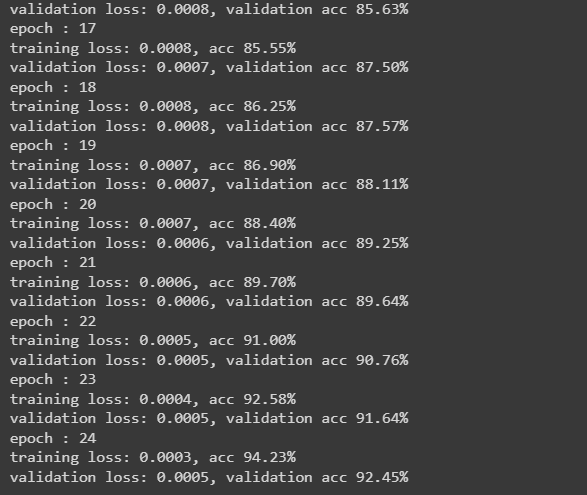 validation loss: 0.0008, validation acc 85.63%
epoch : 17
training loss: 0.0008, acc 85.55%
validation loss: 0.0007, validation acc 87.50%
epoch : 18
training loss: 0.0008, acc 86.25%
validation loss: 0.0008, validation acc 87.57%
epoch : 19
training loss: 0.0007, acc 86.90%
validation loss: 0.0007, validation acc 88.11%
epoch : 20
training loss: 0.0007, acc 88.40%
validation loss: 0.0006, validation acc 89.25%
epoch : 21
training loss: 0.0006, acc 89.70%
validation loss: 0.0006, validation acc 89.64%
epoch : 22
training loss: 0.0005, acc 91.00%
validation loss: 0.0005, validation acc 90.76%
epoch : 23
training loss: 0.0004, acc 92.58%
validation loss: 0.0005, validation acc 91.64%
epoch : 24
training loss: 0.0003, acc 94.23%
validation loss: 0.0005, validation acc 92.45%